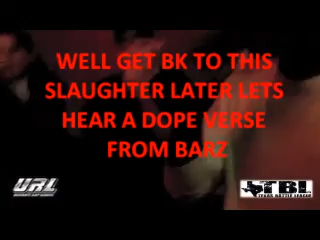 WELL GET BK TO THIS
SLAUGHTER LATER LETS
HEAR A DOPE VERSE
FROM BARZ
URL
TBL